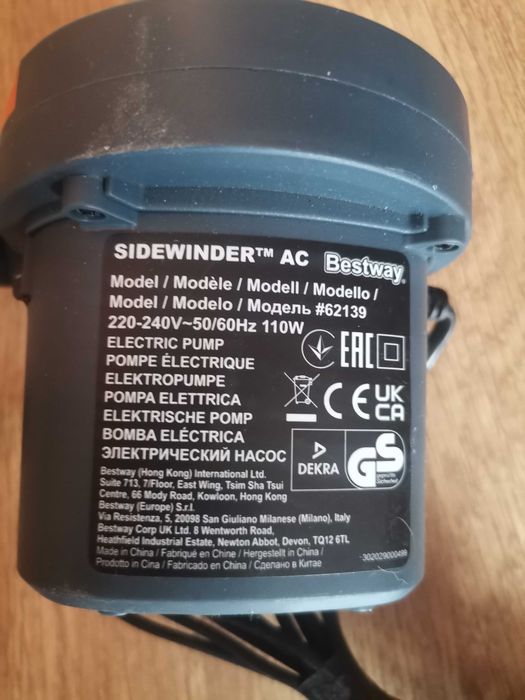 SIDEWINDER™ AC Bestway®
Model / Modèle / Modell / Modello /
Model / Modelo / Модель #62139
220-240V~50/60Hz 110W
ELECTRIC PUMP
POMPE ÉLECTRIQUE
ELEKTROPUMPE
POMPA ELETTRICA
ELEKTRISCHE POMP
BOMBA ELÉCTRICA
ЭЛЕКТРИЧЕСКИЙ НАСОС
EAC
CE UK
CA
DEKRA
GS
geprüfte
Sicherheit
Bestway (Hong Kong) International Ltd.
Suite 713, 7/Floor, East Wing, Tsim Sha Tsui
Centre, 66 Mody Road, Kowloon, Hong Kong
Bestway (Europe) S.r.l.
Via Resistenza, 5, 20098 San Giuliano Milanese (Milano), Italy
Bestway Corp UK Ltd. 8 Wentworth Road,
Heathfield Industrial Estate, Newton Abbot, Devon, TQ12 6TL
Made in China / Fabriqué en Chine / Hergestellt in China /
Prodotto in Cina / Fabricado en China / Сделано в Китае
302029000499